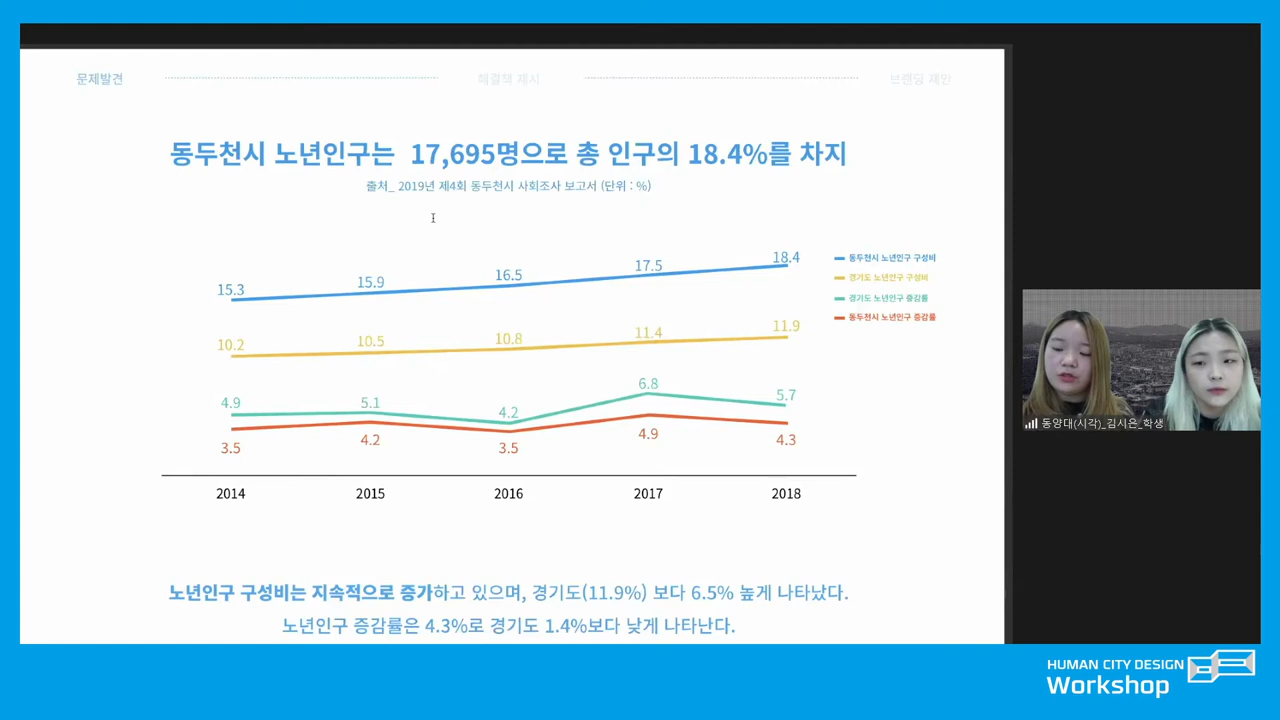 문제발견 해결책 제시 브랜딩 제안
동두천시 노년인구는 17,695명으로 총 인구의 18.4%를 차지
출처_ 2019년 제4회 동두천시 사회조사 보고서 (단위 : %)
15.3 15.9 16.5 17.5 18.4
10.2 10.5 10.8 11.4 11.9
4.9 5.1 4.2 6.8 5.7
3.5 4.2 3.5 4.9 4.3
2014 2015 2016 2017 2018
동두천시 노년인구 구성비
경기도 노년인구 구성비
경기도 노년인구 증감률
동두천시 노년인구 증감률
노년인구 구성비는 지속적으로 증가하고 있으며, 경기도(11.9%) 보다 6.5% 높게 나타났다.
노년인구 증감률은 4.3%로 경기도 1.4%보다 낮게 나타난다.
동양대(시각)_김시은_학생
HUMAN CITY DESIGN
Workshop